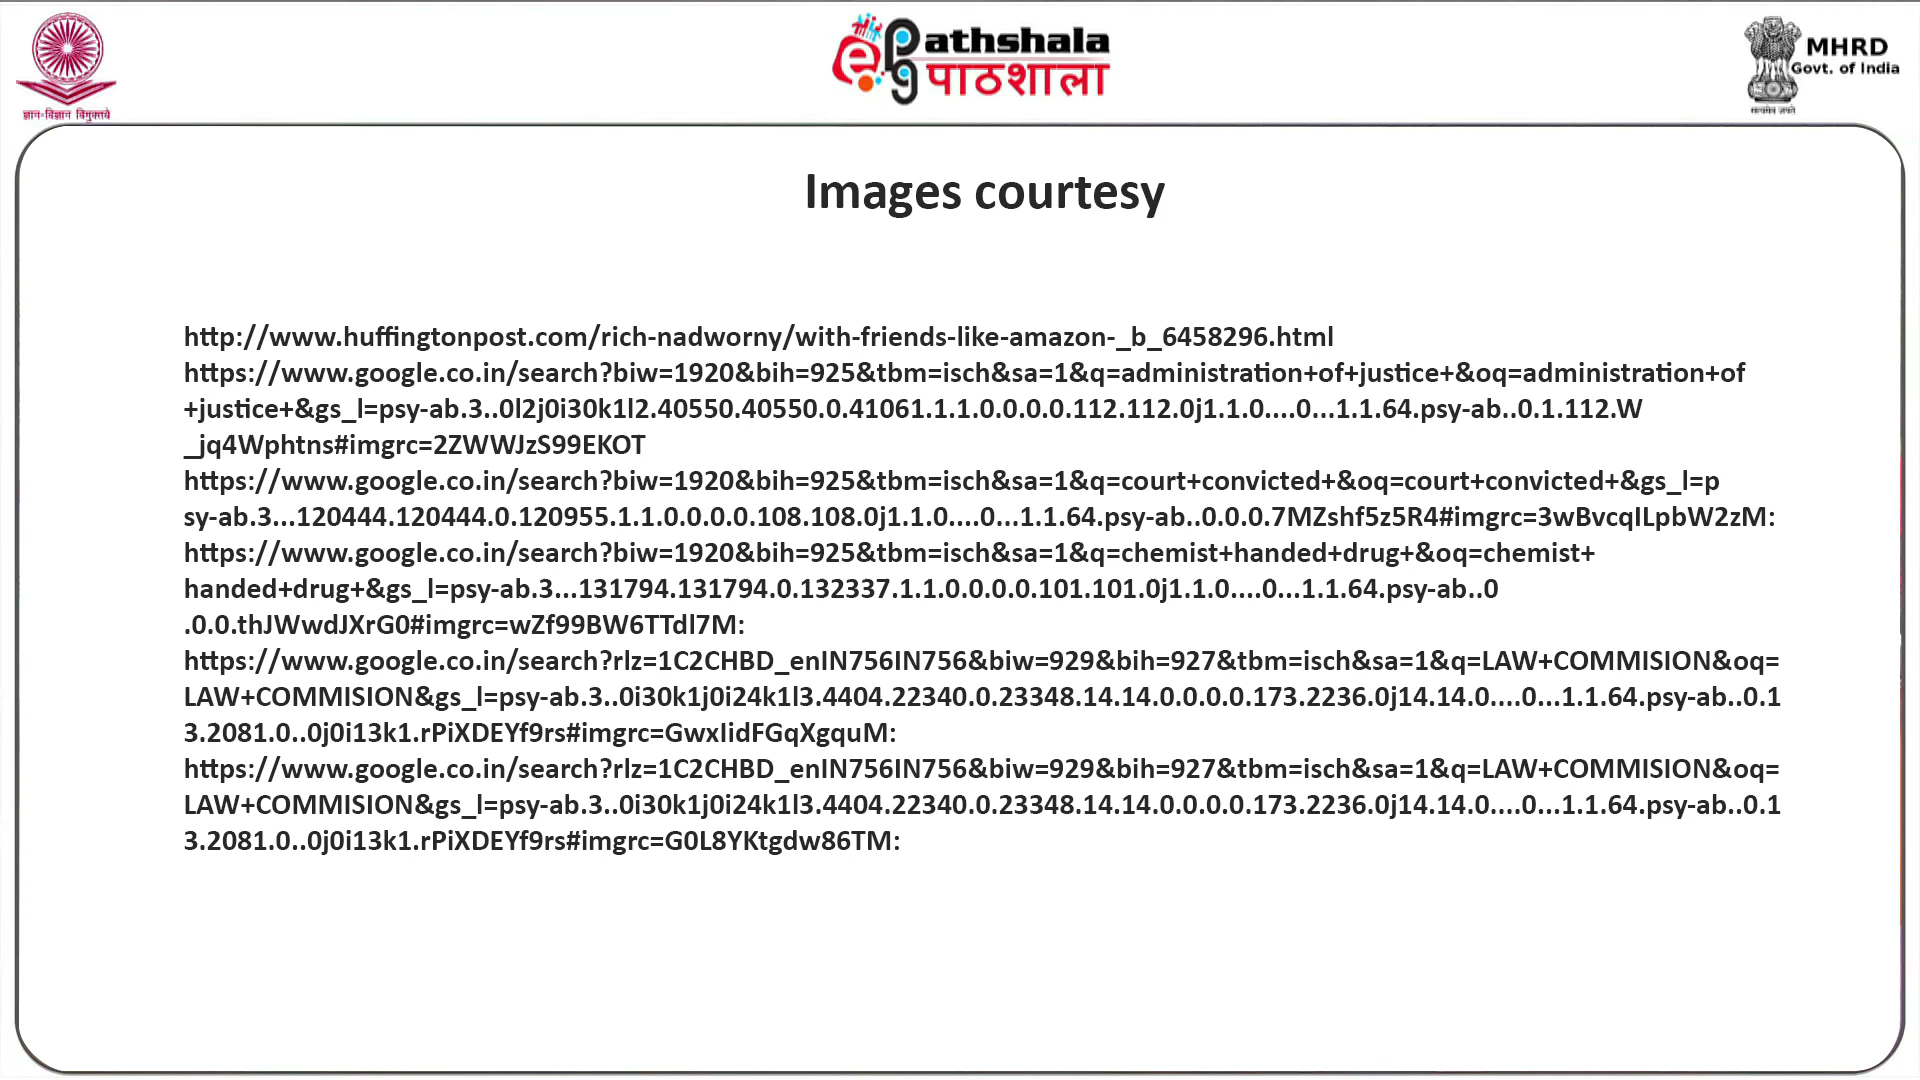 ज्ञान-विज्ञान विमुक्तये
ePG Pathshala
पाठशाला
MHRD
Govt. of India
सत्यमेव जयते
Images courtesy
http://www.huffingtonpost.com/rich-nadworny/with-friends-like-amazon-_b_6458296.html
https://www.google.co.in/search?biw=1920&bih=925&tbm=isch&sa=1&q=administration+of+justice+&oq=administration+of
+justice+&gs_l=psy-ab.3..0l2j0i30k1l2.40550.40550.0.41061.1.1.0.0.0.0.112.112.0j1.1.0....0...1.1.64.psy-ab..0.1.112.W
_jq4Wphtns#imgrc=2ZWWJzS99EKOT
https://www.google.co.in/search?biw=1920&bih=925&tbm=isch&sa=1&q=court+convicted+&oq=court+convicted+&gs_l=p
sy-ab.3...120444.120444.0.120955.1.1.0.0.0.0.108.108.0j1.1.0....0...1.1.64.psy-ab..0.0.0.7MZshf5z5R4#imgrc=3wBvcqILpbW2zM:
https://www.google.co.in/search?biw=1920&bih=925&tbm=isch&sa=1&q=chemist+handed+drug+&oq=chemist+
handed+drug+&gs_l=psy-ab.3...131794.131794.0.132337.1.1.0.0.0.0.101.101.0j1.1.0....0...1.1.64.psy-ab..0
.0.0.thJWwdJXrG0#imgrc=wZf99BW6TTdl7M:
https://www.google.co.in/search?rlz=1C2CHBD_enIN756IN756&biw=929&bih=927&tbm=isch&sa=1&q=LAW+COMMISION&oq=
LAW+COMMISION&gs_l=psy-ab.3..0i30k1j0i24k1l3.4404.22340.0.23348.14.14.0.0.0.0.173.2236.0j14.14.0....0...1.1.64.psy-ab..0.1
3.2081.0..0j0i13k1.rPiXDEYf9rs#imgrc=GwxIidFGqXgquM:
https://www.google.co.in/search?rlz=1C2CHBD_enIN756IN756&biw=929&bih=927&tbm=isch&sa=1&q=LAW+COMMISION&oq=
LAW+COMMISION&gs_l=psy-ab.3..0i30k1j0i24k1l3.4404.22340.0.23348.14.14.0.0.0.0.173.2236.0j14.14.0....0...1.1.64.psy-ab..0.1
3.2081.0..0j0i13k1.rPiXDEYf9rs#imgrc=G0L8YKtgdw86TM: